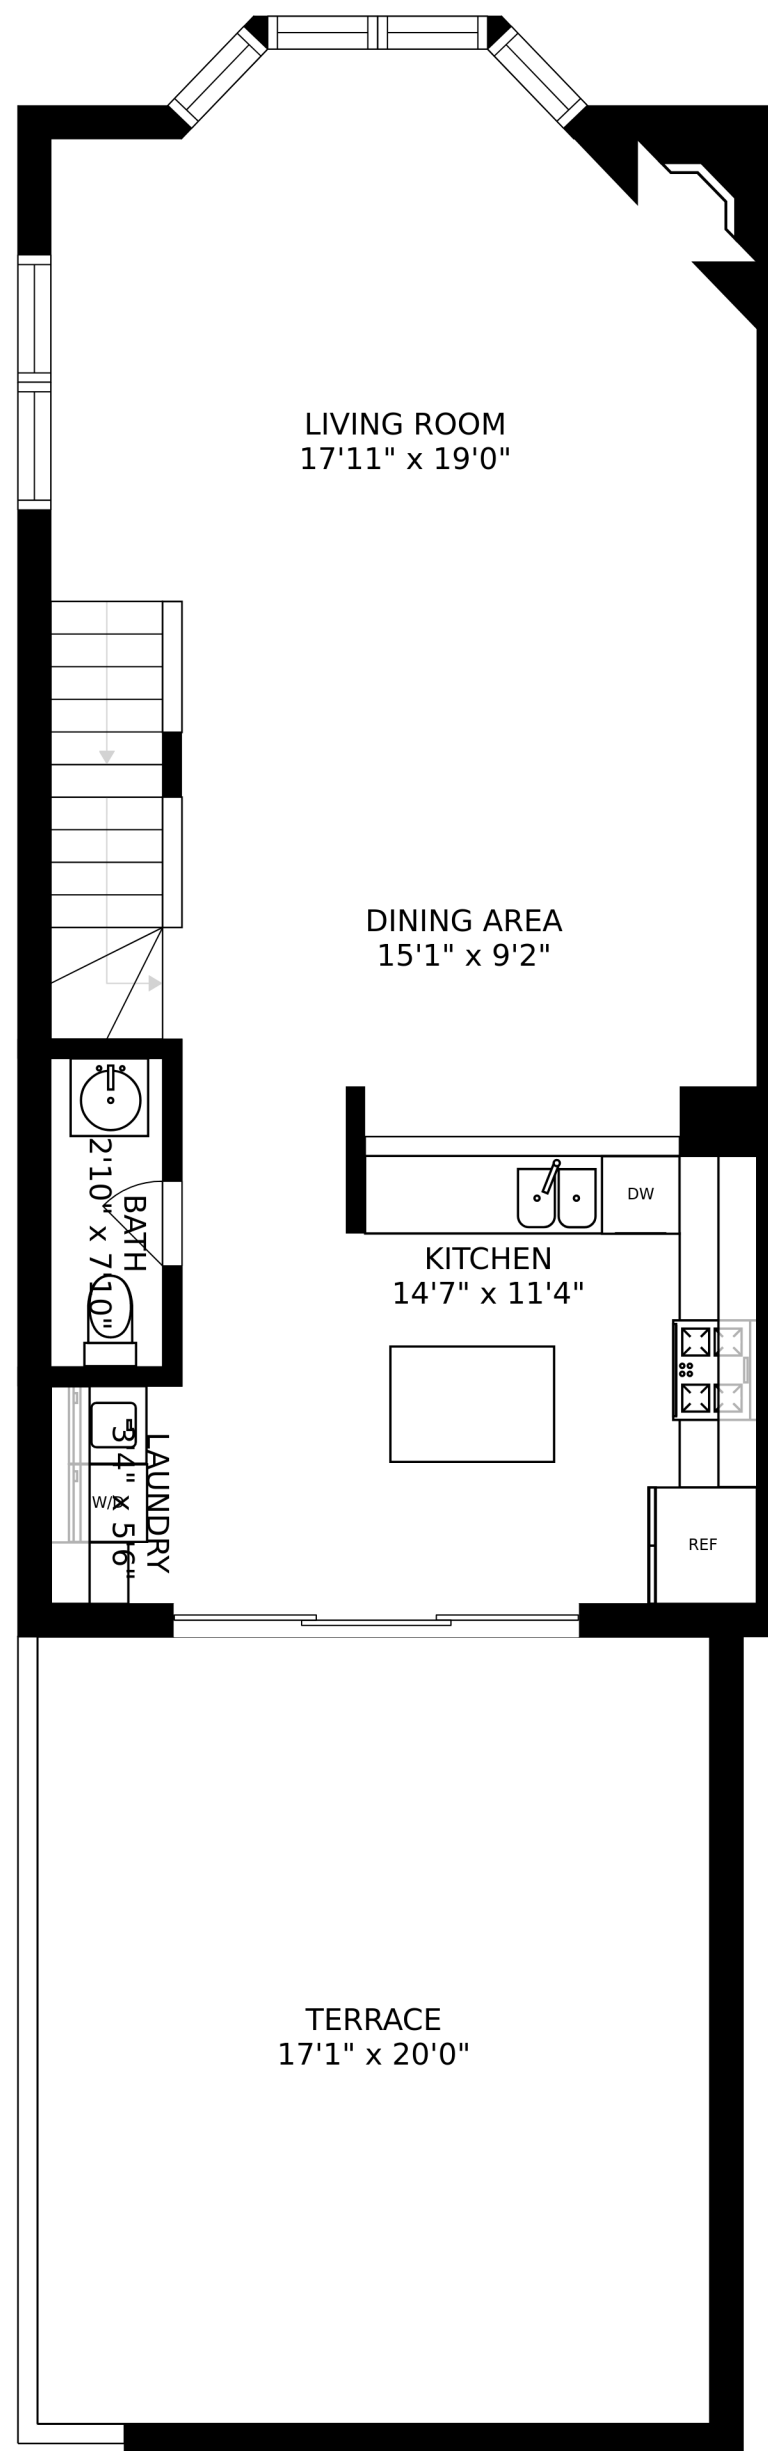 LIVING ROOM
17'11" x 19'0"
DINING AREA
15'1" x 9'2"
BATH
2'10" x 7'10"
DW
KITCHEN
14'7" x 11'4"
LAUNDRY
3'4" x 5'6"
W/D
REF
TERRACE
17'1" x 20'0"